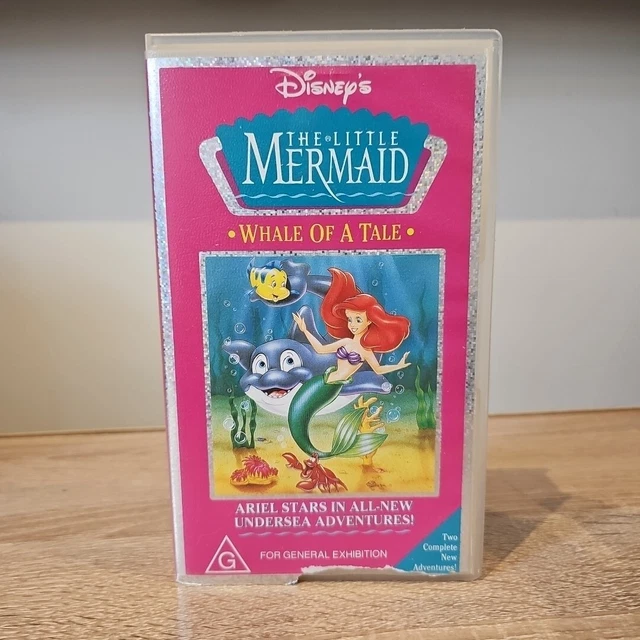 Disney's
THE LITTLE
MERMAID
• WHALE OF A TALE •
ARIEL STARS IN ALL-NEW
UNDERSEA ADVENTURES!
G
FOR GENERAL EXHIBITION
Two
Complete
New
Adventures!